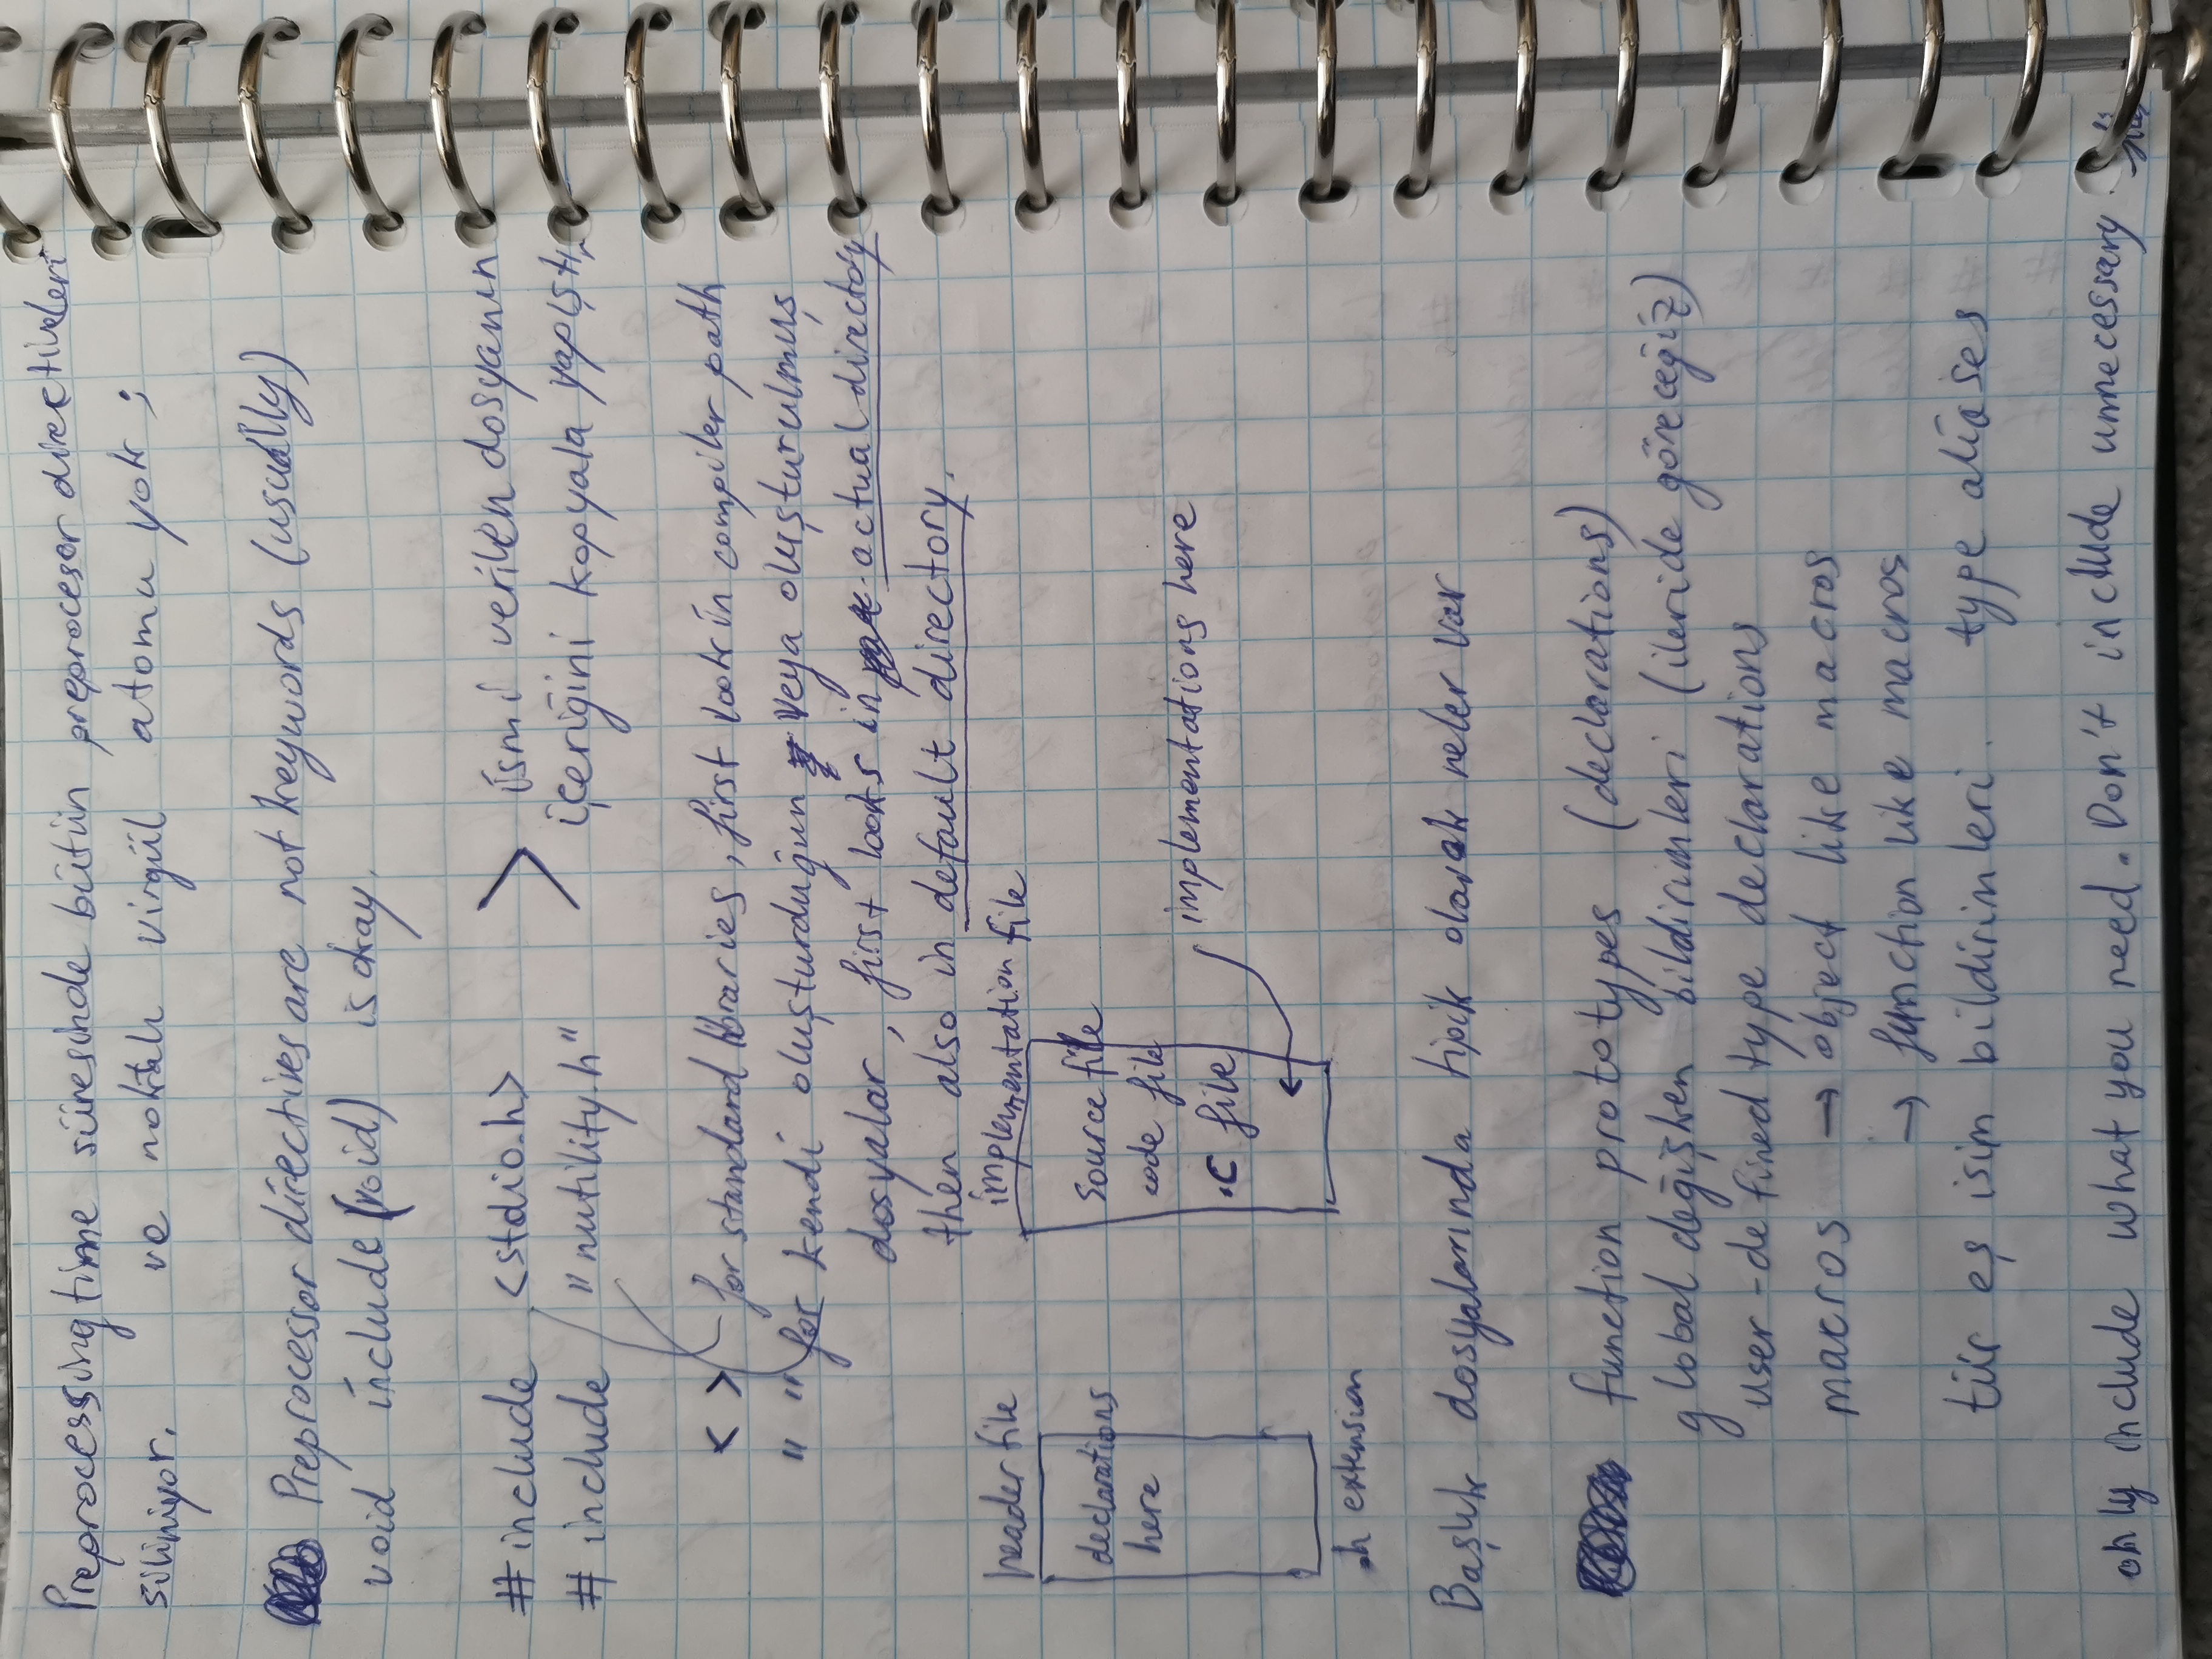 Preprocessing time süresinde bütün preprocesor directiveleri
siliniyor. ve noktalı virgül atomu yok ;
Preprocessor directives are not keywords (usually)
void include (void) is okay.
#include <stdio.h> > ismi verilen dosyanın
#include "nutility.h" içeriğini kopyala yapıştır
< > for standard libraries, first look in compiler path
" " for kendi oluşturduğun veya oluşturulmuş
dosyalar, first looks in actual directory
then also in default directory.
header file implementation file
declarations here
source file
code file
.c file
implementations here
.h extension
Başlık dosyalarında tipik olarak neler var
function prototypes (declarations)
global değişken bildirimleri (ileride göreceğiz)
user-defined type declarations
macros → object like macros
→ function like macros
tür eş isim bildirimleri. type aliases
only include what you need. Don't include unnecessary